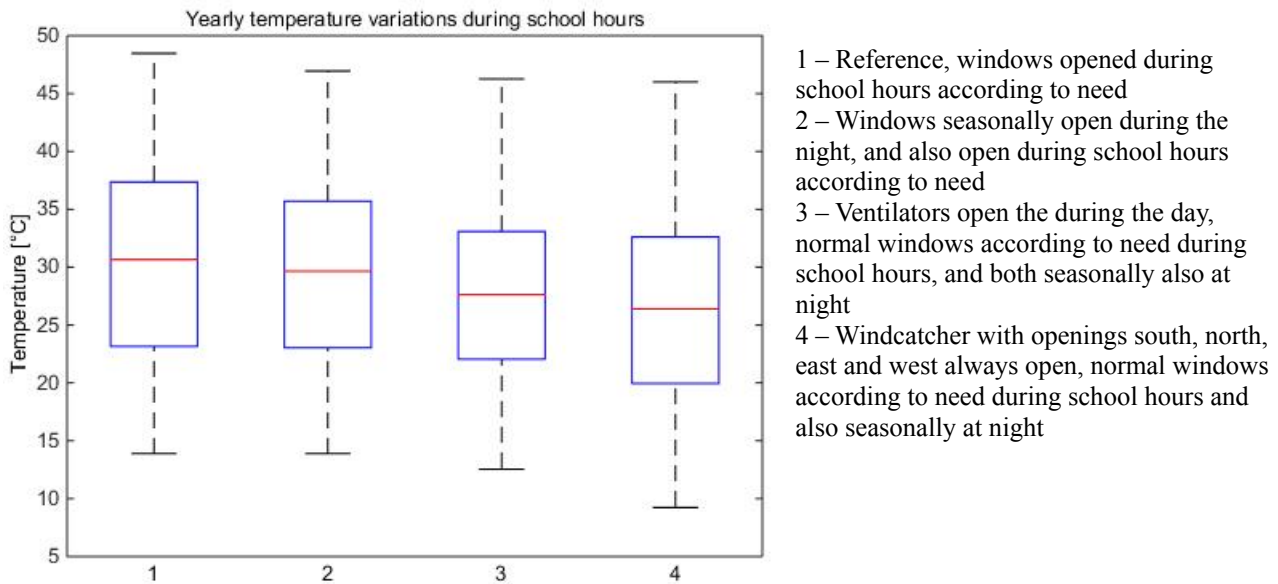 Yearly temperature variations during school hours
50
45
40
35
30
25
20
15
10
5
Temperature [°C]
1
2
3
4
1 – Reference, windows opened during
school hours according to need
2 – Windows seasonally open during the
night, and also open during school hours
according to need
3 – Ventilators open the during the day,
normal windows according to need during
school hours, and both seasonally also at
night
4 – Windcatcher with openings south, north,
east and west always open, normal windows
according to need during school hours and
also seasonally at night